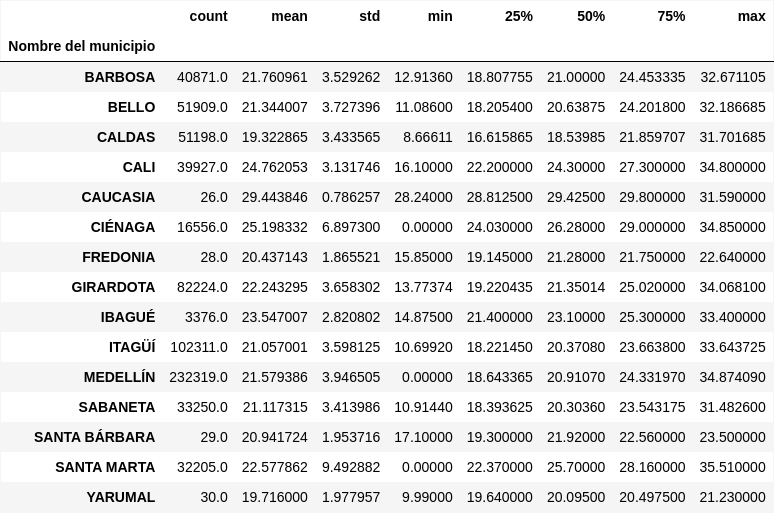 count mean std min 25% 50% 75% max
Nombre del municipio
BARBOSA 40871.0 21.760961 3.529262 12.91360 18.807755 21.00000 24.453335 32.671105
BELLO 51909.0 21.344007 3.727396 11.08600 18.205400 20.63875 24.201800 32.186685
CALDAS 51198.0 19.322865 3.433565 8.66611 16.615865 18.53985 21.859707 31.701685
CALI 39927.0 24.762053 3.131746 16.10000 22.200000 24.30000 27.300000 34.800000
CAUCASIA 26.0 29.443846 0.786257 28.24000 28.812500 29.42500 29.800000 31.590000
CIÉNAGA 16556.0 25.198332 6.897300 0.00000 24.030000 26.28000 29.000000 34.850000
FREDONIA 28.0 20.437143 1.865521 15.85000 19.145000 21.28000 21.750000 22.640000
GIRARDOTA 82224.0 22.243295 3.658302 13.77374 19.220435 21.35014 25.020000 34.068100
IBAGUÉ 3376.0 23.547007 2.820802 14.87500 21.400000 23.10000 25.300000 33.400000
ITAGÜÍ 102311.0 21.057001 3.598125 10.69920 18.221450 20.37080 23.663800 33.643725
MEDELLÍN 232319.0 21.579386 3.946505 0.00000 18.643365 20.91070 24.331970 34.874090
SABANETA 33250.0 21.117315 3.413986 10.91440 18.393625 20.30360 23.543175 31.482600
SANTA BÁRBARA 29.0 20.941724 1.953716 17.10000 19.300000 21.92000 22.560000 23.500000
SANTA MARTA 32205.0 22.577862 9.492882 0.00000 22.370000 25.70000 28.160000 35.510000
YARUMAL 30.0 19.716000 1.977957 9.99000 19.640000 20.09500 20.497500 21.230000